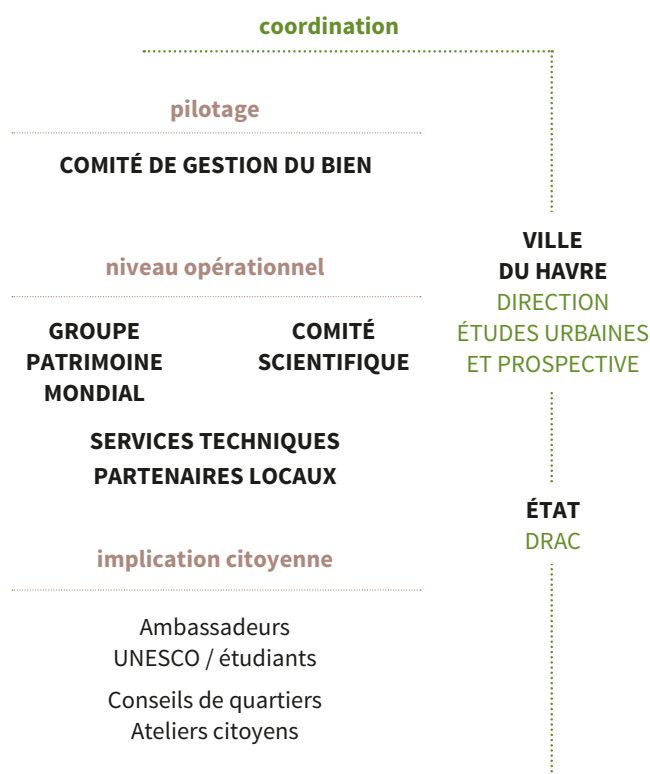 coordination
pilotage
COMITÉ DE GESTION DU BIEN
niveau opérationnel
GROUPE
PATRIMOINE
MONDIAL
COMITÉ
SCIENTIFIQUE
SERVICES TECHNIQUES
PARTENAIRES LOCAUX
implication citoyenne
Ambassadeurs
UNESCO / étudiants
Conseils de quartiers
Ateliers citoyens
VILLE
DU HAVRE
DIRECTION
ÉTUDES URBAINES
ET PROSPECTIVE
ÉTAT
DRAC